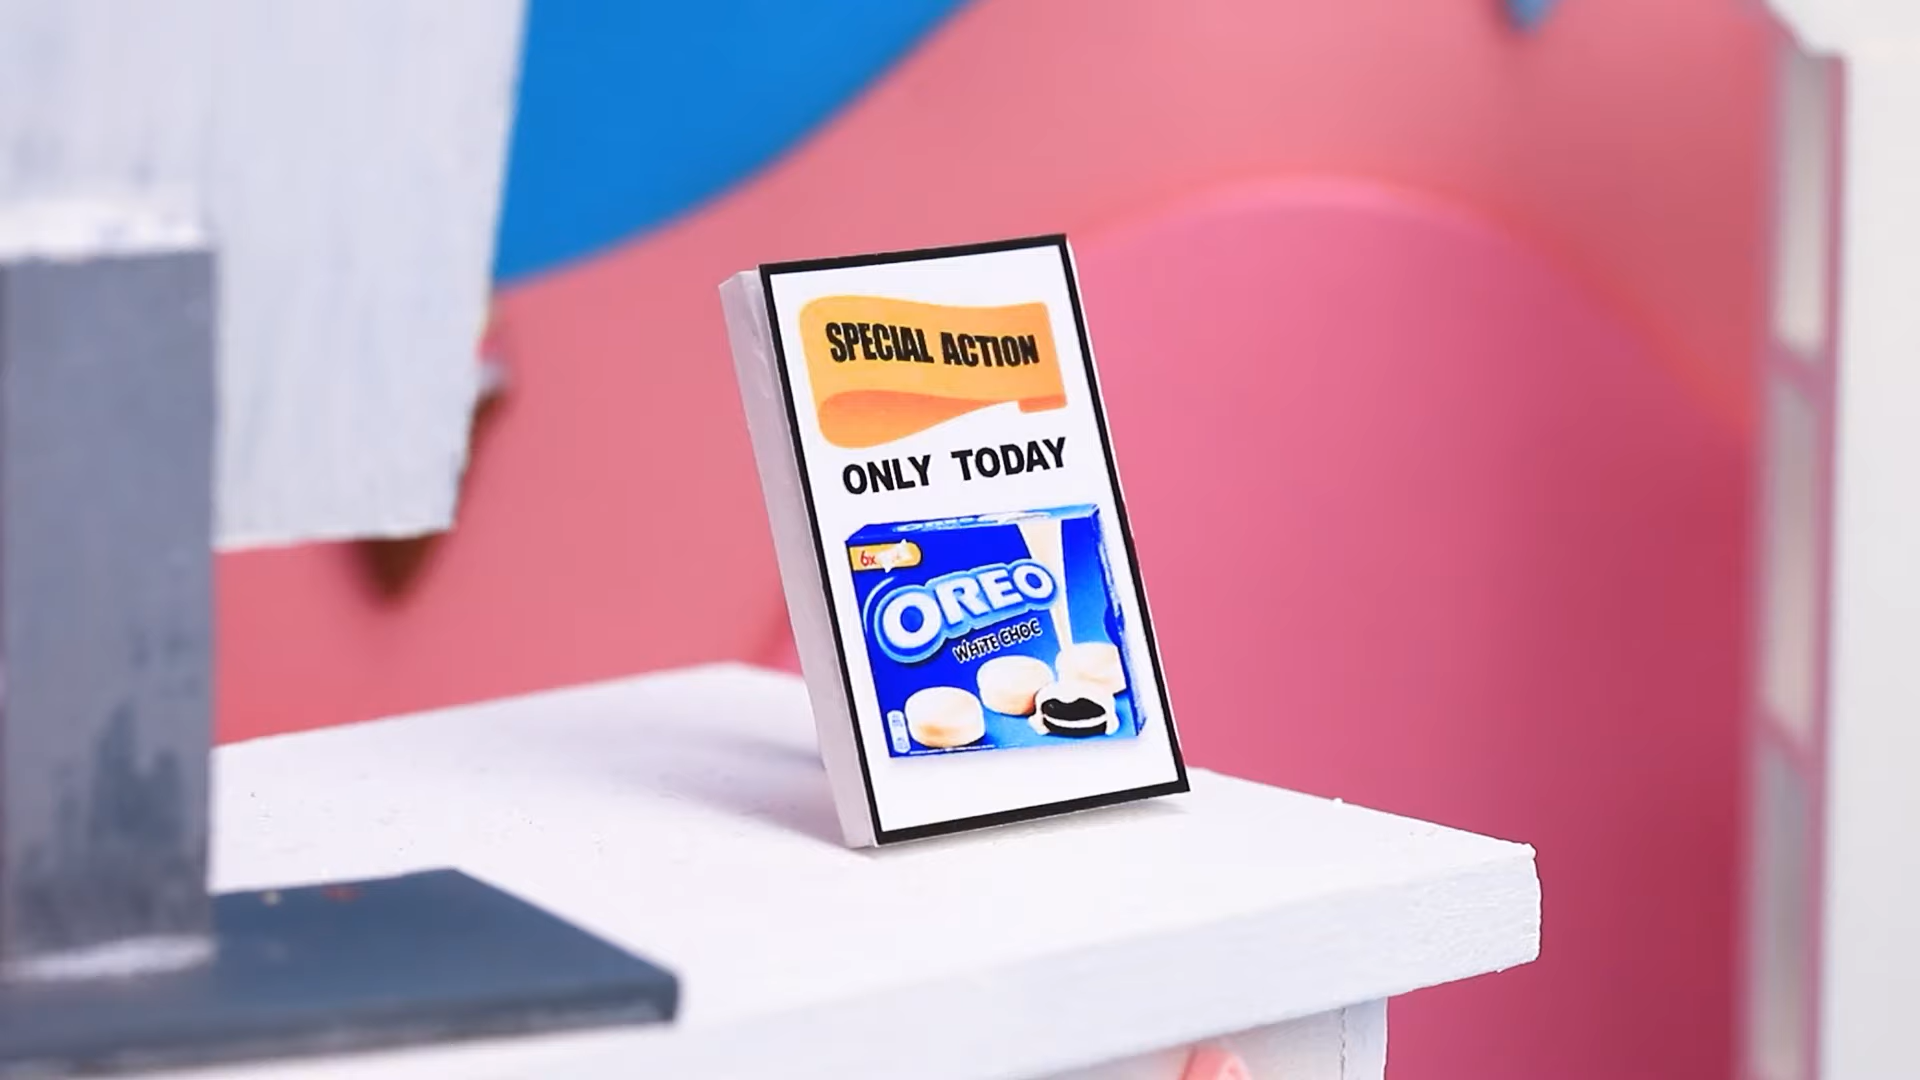 SPECIAL ACTION
ONLY TODAY
6x
OREO
WHITE CHOC